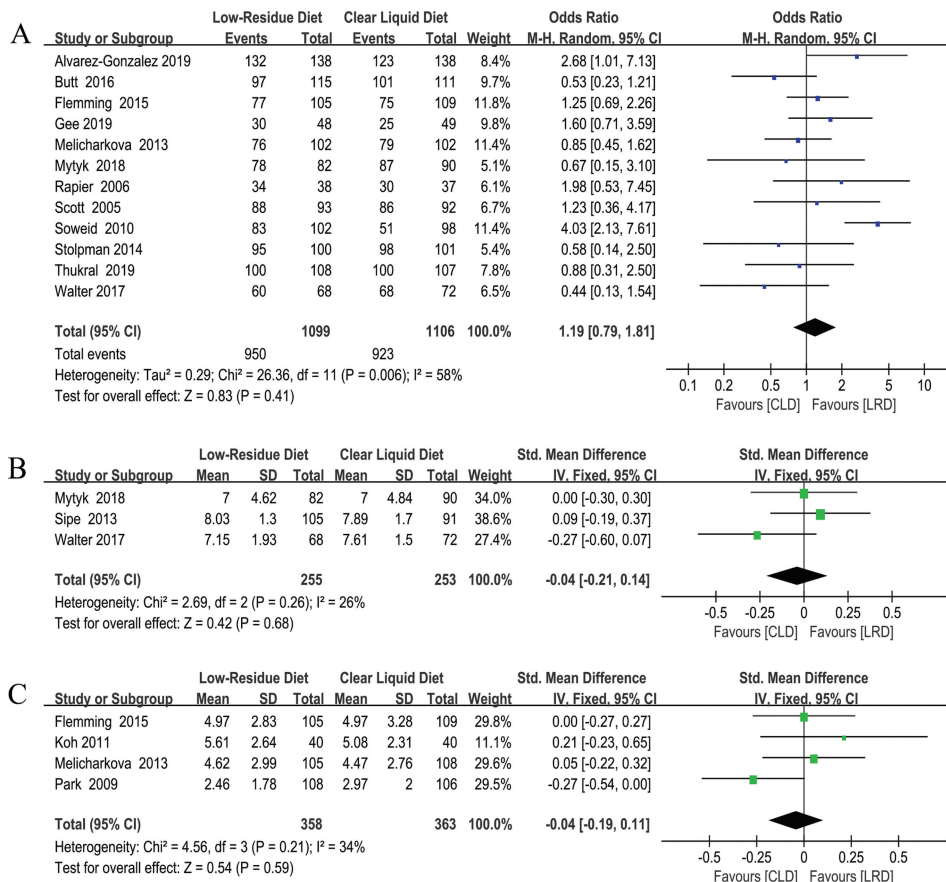 A
Low-Residue Diet Clear Liquid Diet Odds Ratio Odds Ratio
Study or Subgroup Events Total Events Total Weight M-H, Random, 95% CI M-H, Random, 95% CI
Alvarez-Gonzalez 2019 132 138 123 138 8.4% 2.68 [1.01, 7.13]
Butt 2016 97 115 101 111 9.7% 0.53 [0.23, 1.21]
Flemming 2015 77 105 75 109 11.8% 1.25 [0.69, 2.26]
Gee 2019 30 48 25 49 9.8% 1.60 [0.71, 3.59]
Melicharkova 2013 76 102 79 102 11.4% 0.85 [0.45, 1.62]
Mytyk 2018 78 82 87 90 5.1% 0.67 [0.15, 3.10]
Rapier 2006 34 38 30 37 6.1% 1.98 [0.53, 7.45]
Scott 2005 88 93 86 92 6.7% 1.23 [0.36, 4.17]
Soweid 2010 83 102 51 98 11.3% 4.03 [2.13, 7.61]
Stolpman 2014 95 100 98 101 5.4% 0.58 [0.14, 2.50]
Thukral 2019 100 108 100 107 7.8% 0.88 [0.31, 2.50]
Walter 2017 60 68 68 72 6.5% 0.44 [0.13, 1.54]
Total (95% CI) 1099 1106 100.0% 1.19 [0.79, 1.81]
Total events 950 923
Heterogeneity: Tau² = 0.29; Chi² = 26.36, df = 11 (P = 0.006); I² = 58%
Test for overall effect: Z = 0.83 (P = 0.41)
0.1 0.2 0.5 1 2 5 10
Favours [CLD] Favours [LRD]
B
Low-Residue Diet Clear Liquid Diet Std. Mean Difference Std. Mean Difference
Study or Subgroup Mean SD Total Mean SD Total Weight IV, Fixed, 95% CI IV, Fixed, 95% CI
Mytyk 2018 7 4.62 82 7 4.84 90 34.0% 0.00 [-0.30, 0.30]
Sipe 2013 8.03 1.3 105 7.89 1.7 91 38.6% 0.09 [-0.19, 0.37]
Walter 2017 7.15 1.93 68 7.61 1.5 72 27.4% -0.27 [-0.60, 0.07]
Total (95% CI) 255 253 100.0% -0.04 [-0.21, 0.14]
Heterogeneity: Chi² = 2.69, df = 2 (P = 0.26); I² = 26%
Test for overall effect: Z = 0.42 (P = 0.68)
-0.5 -0.25 0 0.25 0.5
Favours [CLD] Favours [LRD]
C
Low-Residue Diet Clear Liquid Diet Std. Mean Difference Std. Mean Difference
Study or Subgroup Mean SD Total Mean SD Total Weight IV, Fixed, 95% CI IV, Fixed, 95% CI
Flemming 2015 4.97 2.83 105 4.97 3.28 109 29.8% 0.00 [-0.27, 0.27]
Koh 2011 5.61 2.64 40 5.08 2.31 40 11.1% 0.21 [-0.23, 0.65]
Melicharkova 2013 4.62 2.99 105 4.47 2.76 108 29.6% 0.05 [-0.22, 0.32]
Park 2009 2.46 1.78 108 2.97 2 106 29.5% -0.27 [-0.54, 0.00]
Total (95% CI) 358 363 100.0% -0.04 [-0.19, 0.11]
Heterogeneity: Chi² = 4.56, df = 3 (P = 0.21); I² = 34%
Test for overall effect: Z = 0.54 (P = 0.59)
-0.5 -0.25 0 0.25 0.5
Favours [CLD] Favours [LRD]